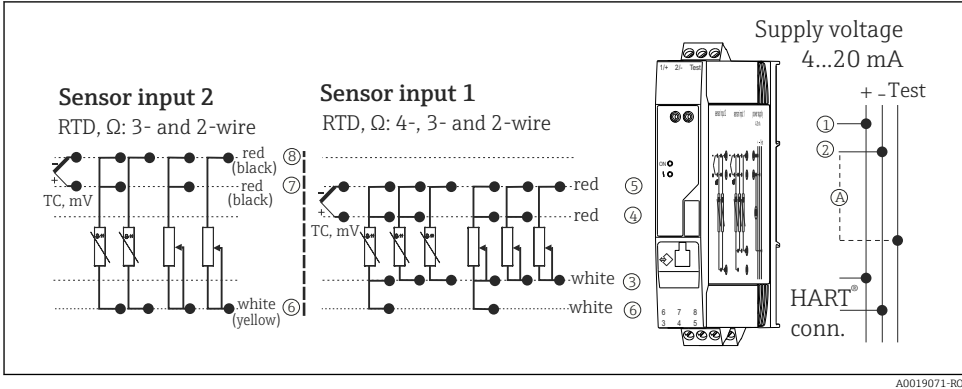 Supply voltage
4...20 mA
+ - Test
Sensor input 2
RTD, Ω: 3- and 2-wire
Sensor input 1
RTD, Ω: 4-, 3- and 2-wire
1/+ 2/- Test
red
(black)
red
(black)
8
7
- +
TC, mV
white
(yellow)
6
- +
TC, mV
red
5
red
4
white
3
white
6
ON
6 7 8
3 4 5
1
2
A
HART®
conn.
A0019071-RO